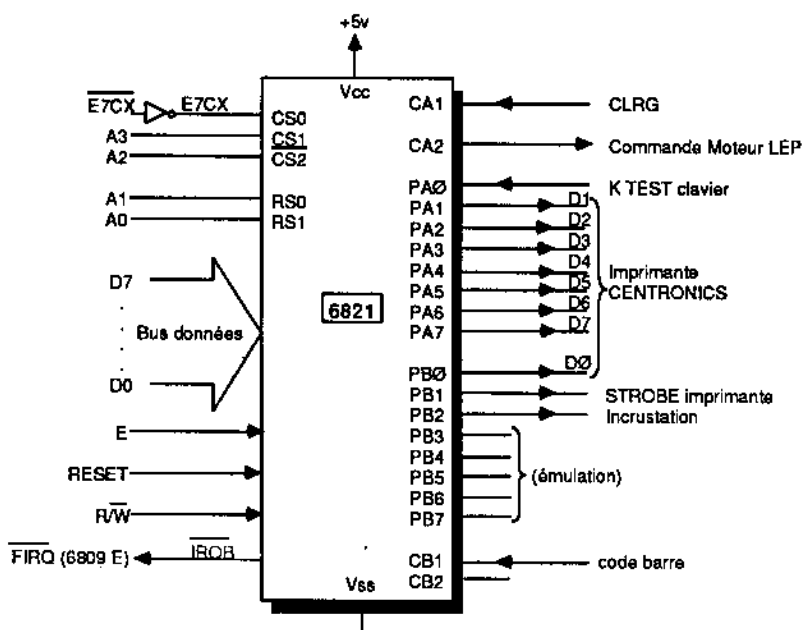 +5v
Vcc
E7CX E7CX CS0
A3 CS1
A2 CS2
A1 RS0
A0 RS1
D7
.
.
.
Bus données
D0
E
RESET
R/W
FIRQ (6809 E) IRQB
6821
Vss
CA1 CLRG
CA2 Commande Moteur LEP
PAØ K TEST clavier
PA1 D1
PA2 D2
PA3 D3
PA4 D4
PA5 D5
PA6 D6
PA7 D7
Imprimante
CENTRONICS
PBØ DØ
PB1 STROBE imprimante
PB2 Incrustation
PB3
PB4
PB5 (émulation)
PB6
PB7
CB1 code barre
CB2